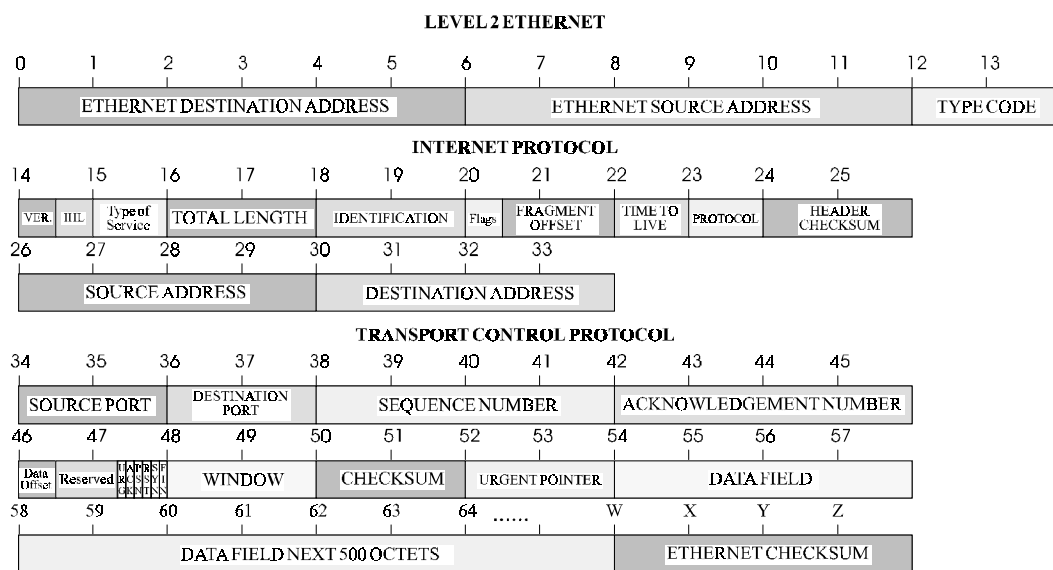 LEVEL 2 ETHERNET
0 1 2 3 4 5 6 7 8 9 10 11 12 13
ETHERNET DESTINATION ADDRESS ETHERNET SOURCE ADDRESS TYPE CODE
INTERNET PROTOCOL
14 15 16 17 18 19 20 21 22 23 24 25
VER. IHL Type of Service TOTAL LENGTH IDENTIFICATION Flags FRAGMENT OFFSET TIME TO LIVE PROTOCOL HEADER CHECKSUM
26 27 28 29 30 31 32 33
SOURCE ADDRESS DESTINATION ADDRESS
TRANSPORT CONTROL PROTOCOL
34 35 36 37 38 39 40 41 42 43 44 45
SOURCE PORT DESTINATION PORT SEQUENCE NUMBER ACKNOWLEDGEMENT NUMBER
46 47 48 49 50 51 52 53 54 55 56 57
Data Offset Reserved URG WINDOW CHECKSUM URGENT POINTER DATA FIELD
58 59 60 61 62 63 64 ...... W X Y Z
DATA FIELD NEXT 500 OCTETS ETHERNET CHECKSUM